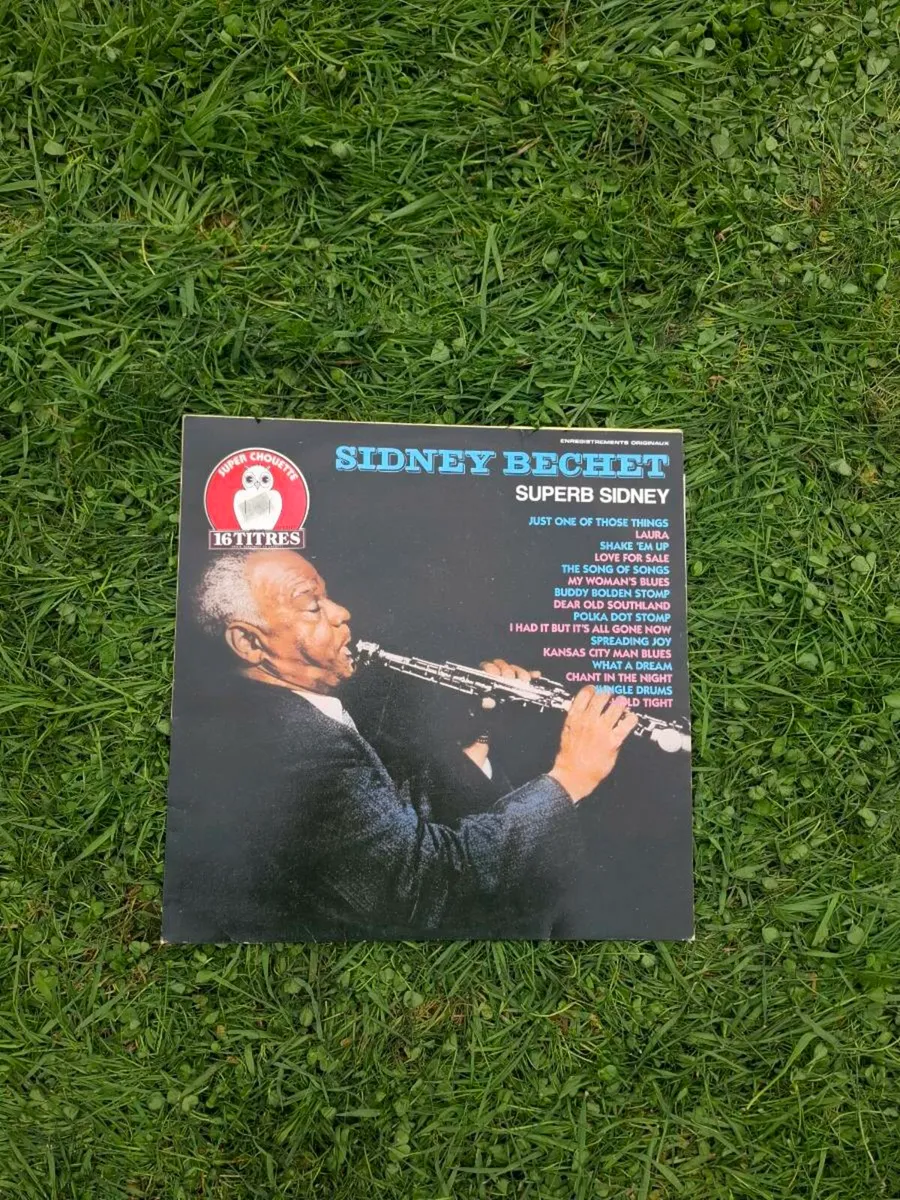 ENREGISTREMENTS ORIGINAUX
SUPER CHOUETTE
16 TITRES
SIDNEY BECHET
SUPERB SIDNEY
JUST ONE OF THOSE THINGS
LAURA
SHAKE 'EM UP
LOVE FOR SALE
THE SONG OF SONGS
MY WOMAN'S BLUES
BUDDY BOLDEN STOMP
DEAR OLD SOUTHLAND
POLKA DOT STOMP
I HAD IT BUT IT'S ALL GONE NOW
SPREADING JOY
KANSAS CITY MAN BLUES
WHAT A DREAM
CHANT IN THE NIGHT
JUNGLE DRUMS
HOLD TIGHT